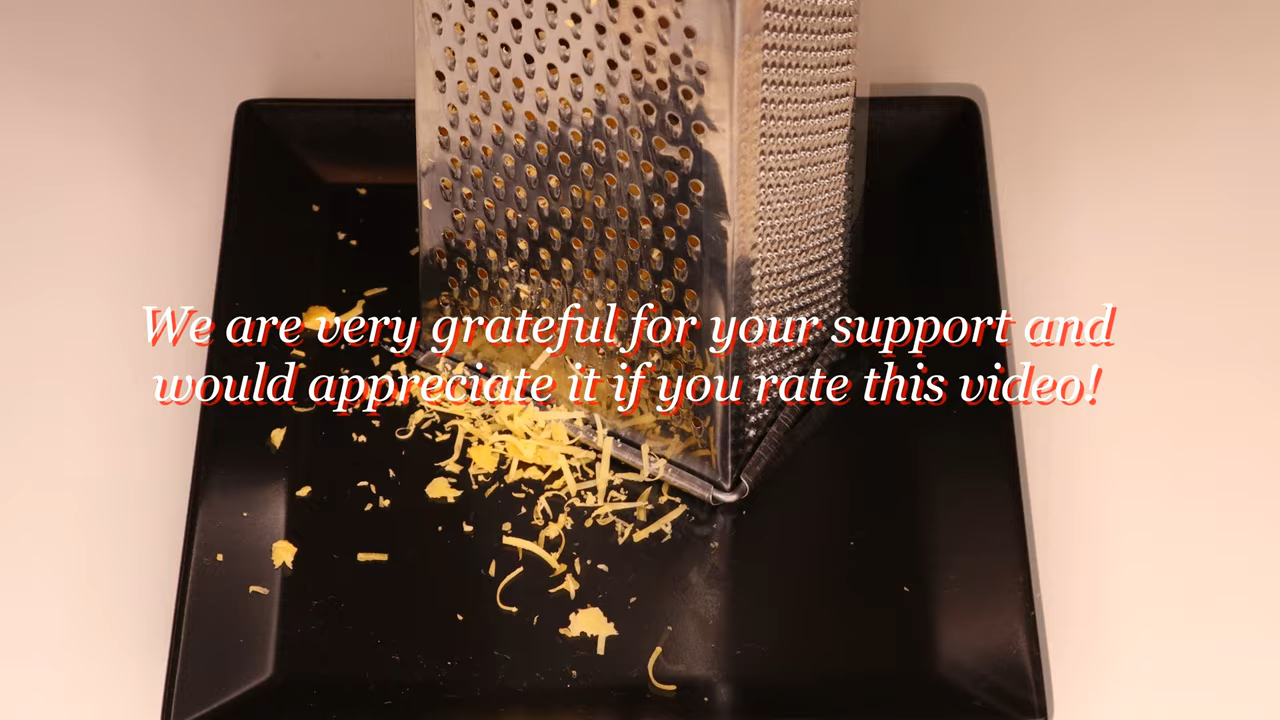 We are very grateful for your support and
would appreciate it if you rate this video!